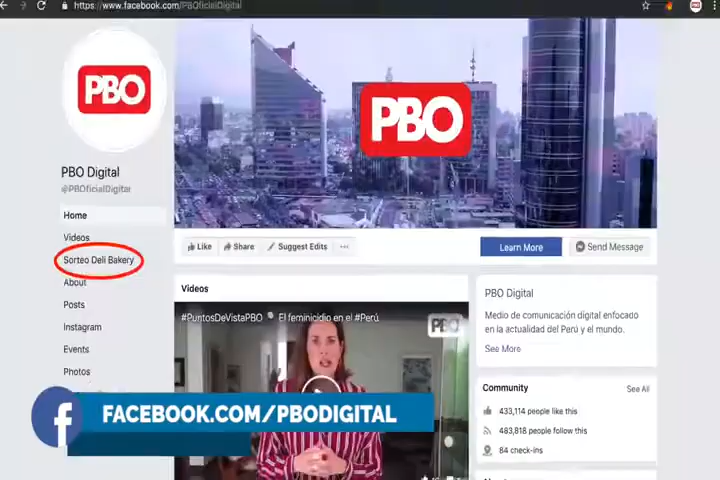 https://www.facebook.com/PBOficialDigital
PBO
PBO
PBO Digital
@PBOficialDigital
Home
Videos
Sorteo Deli Bakery
About
Posts
Instagram
Events
Photos
Like
Share
Suggest Edits
Learn More
Send Message
Videos
#PuntosDeVistaPBO El feminicidio en el #Perú
PBO
PBO Digital
Medio de comunicación digital enfocado
en la actualidad del Perú y el mundo.
See More
Community
See All
433,114 people like this
483,818 people follow this
84 check-ins
FACEBOOK.COM/PBODIGITAL